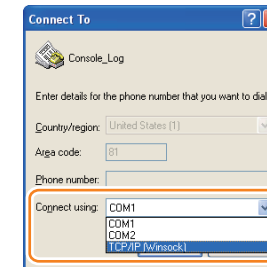 Connect To
Console_Log
Enter details for the phone number that you want to dial
Country/region: United States (1)
Area code: 81
Phone number:
Connect using: COM1
COM1
COM2
TCP/IP (Winsock)